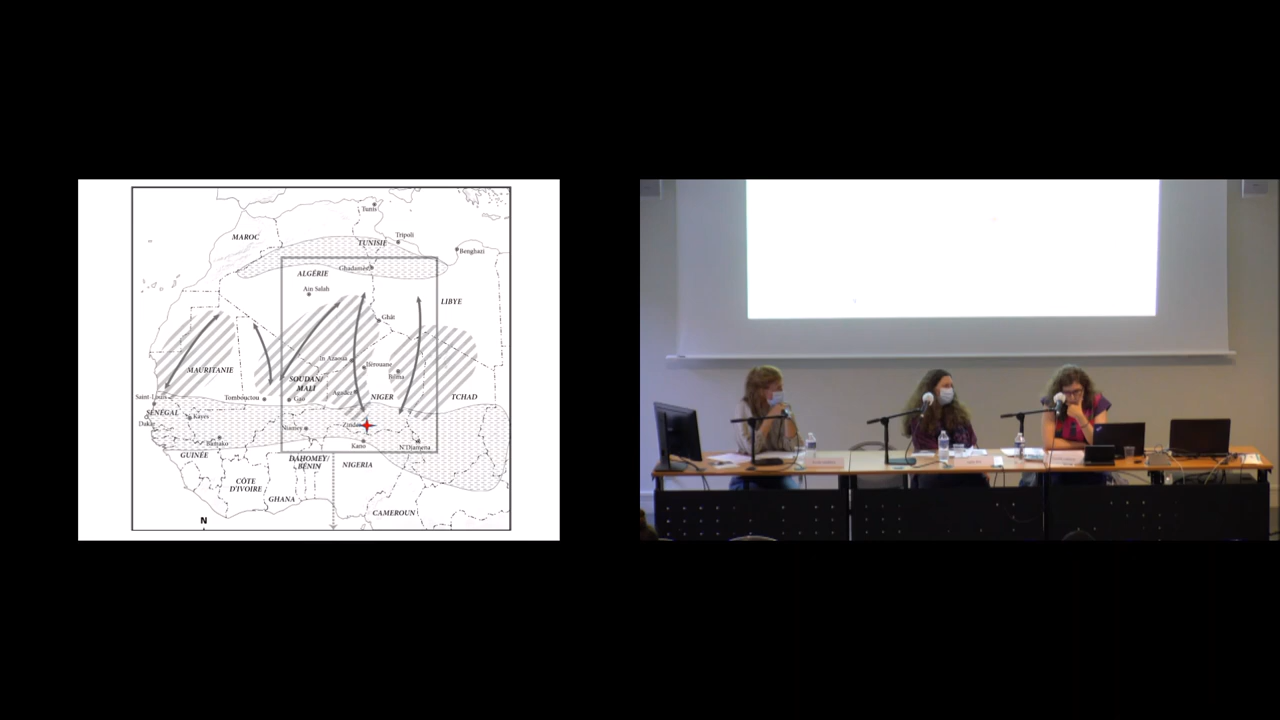 Tunis
MAROC
Tripoli
TUNISIE
Benghazi
Ghadamès
ALGÉRIE
Ain Salah
LIBYE
Ghât
In Azaoua
Iférouane
MAURITANIE
Bilma
SOUDAN/
MALI
Agadez
Saint-Louis
Tombouctou
Gao
NIGER
TCHAD
SÉNÉGAL
Kayes
Dakar
Niamey
Zinder
Bamako
Kano
N'Djamena
GUINÉE
DAHOMEY/
BÉNIN
NIGERIA
CÔTE
D'IVOIRE
GHANA
CAMEROUN
N